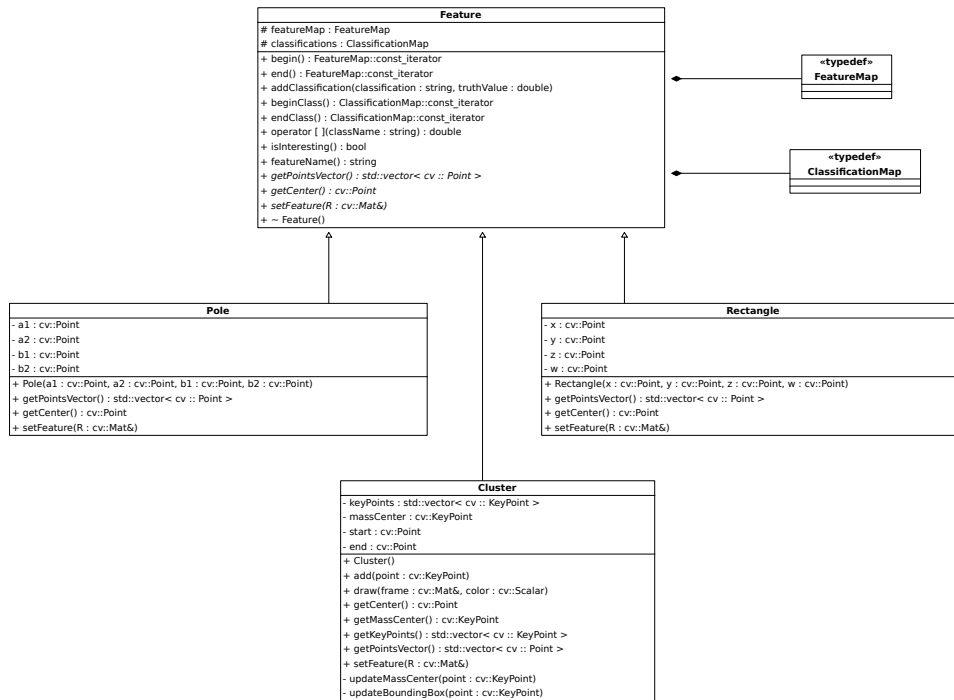 Feature
# featureMap : FeatureMap
# classifications : ClassificationMap
+ begin() : FeatureMap::const_iterator
+ end() : FeatureMap::const_iterator
+ addClassification(classification : string, truthValue : double)
+ beginClass() : ClassificationMap::const_iterator
+ endClass() : ClassificationMap::const_iterator
+ operator [ ](className : string) : double
+ isInteresting() : bool
+ featureName() : string
+ getPointsVector() : std::vector< cv :: Point >
+ getCenter() : cv::Point
+ setFeature(R : cv::Mat&)
+ ~ Feature()
«typedef»
FeatureMap
«typedef»
ClassificationMap
Pole
- a1 : cv::Point
- a2 : cv::Point
- b1 : cv::Point
- b2 : cv::Point
+ Pole(a1 : cv::Point, a2 : cv::Point, b1 : cv::Point, b2 : cv::Point)
+ getPointsVector() : std::vector< cv :: Point >
+ getCenter() : cv::Point
+ setFeature(R : cv::Mat&)
Rectangle
- x : cv::Point
- y : cv::Point
- z : cv::Point
- w : cv::Point
+ Rectangle(x : cv::Point, y : cv::Point, z : cv::Point, w : cv::Point)
+ getPointsVector() : std::vector< cv :: Point >
+ getCenter() : cv::Point
+ setFeature(R : cv::Mat&)
Cluster
- keyPoints : std::vector< cv :: KeyPoint >
- massCenter : cv::KeyPoint
- start : cv::Point
- end : cv::Point
+ Cluster()
+ add(point : cv::KeyPoint)
+ draw(frame : cv::Mat&, color : cv::Scalar)
+ getCenter() : cv::Point
+ getMassCenter() : cv::KeyPoint
+ getKeyPoints() : std::vector< cv :: KeyPoint >
+ getPointsVector() : std::vector< cv :: Point >
+ setFeature(R : cv::Mat&)
- updateMassCenter(point : cv::KeyPoint)
- updateBoundingBox(point : cv::KeyPoint)